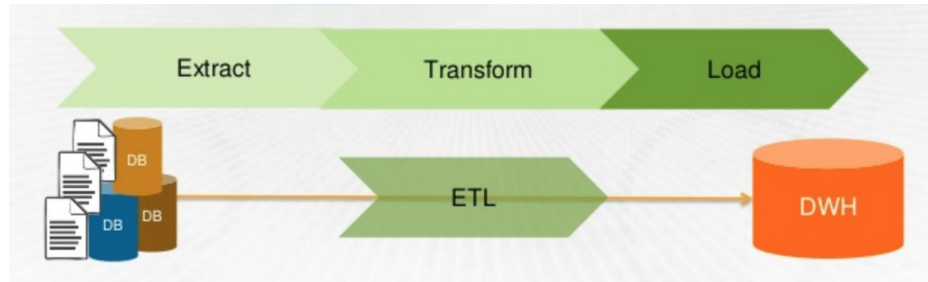 Extract
Transform
Load
DB
DB
DB
ETL
DWH